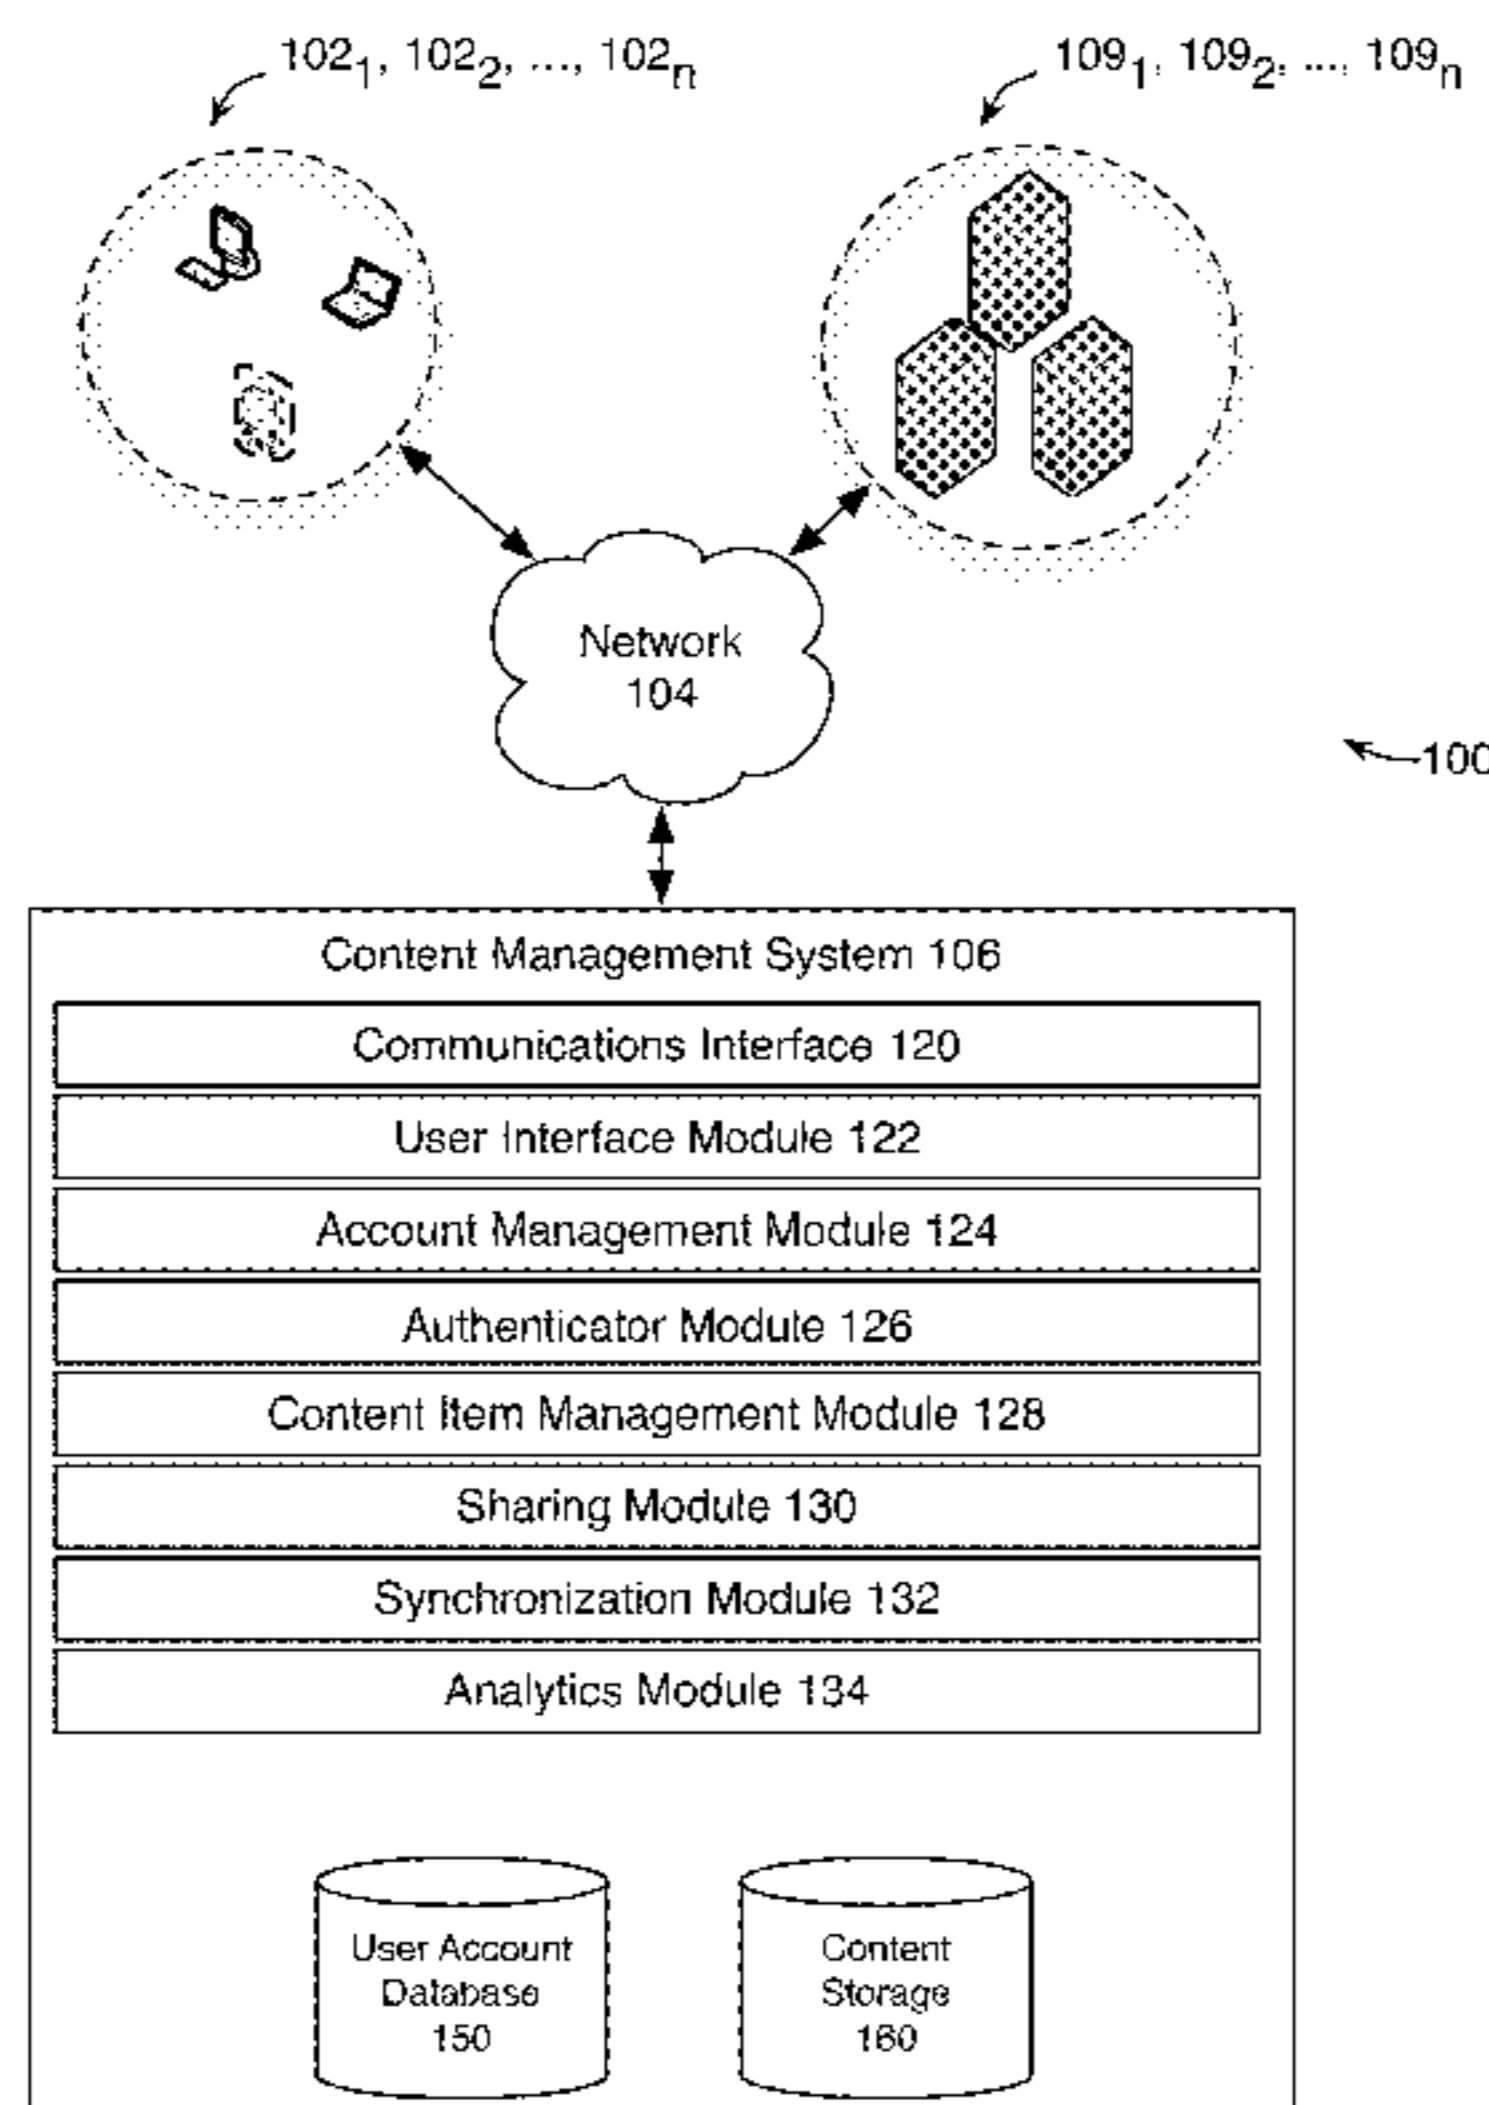 102₁, 102₂, ..., 102ₙ
109₁, 109₂, ..., 109ₙ
Network
104
100
Content Management System 106
Communications Interface 120
User Interface Module 122
Account Management Module 124
Authenticator Module 126
Content Item Management Module 128
Sharing Module 130
Synchronization Module 132
Analytics Module 134
User Account
Database
150
Content
Storage
160